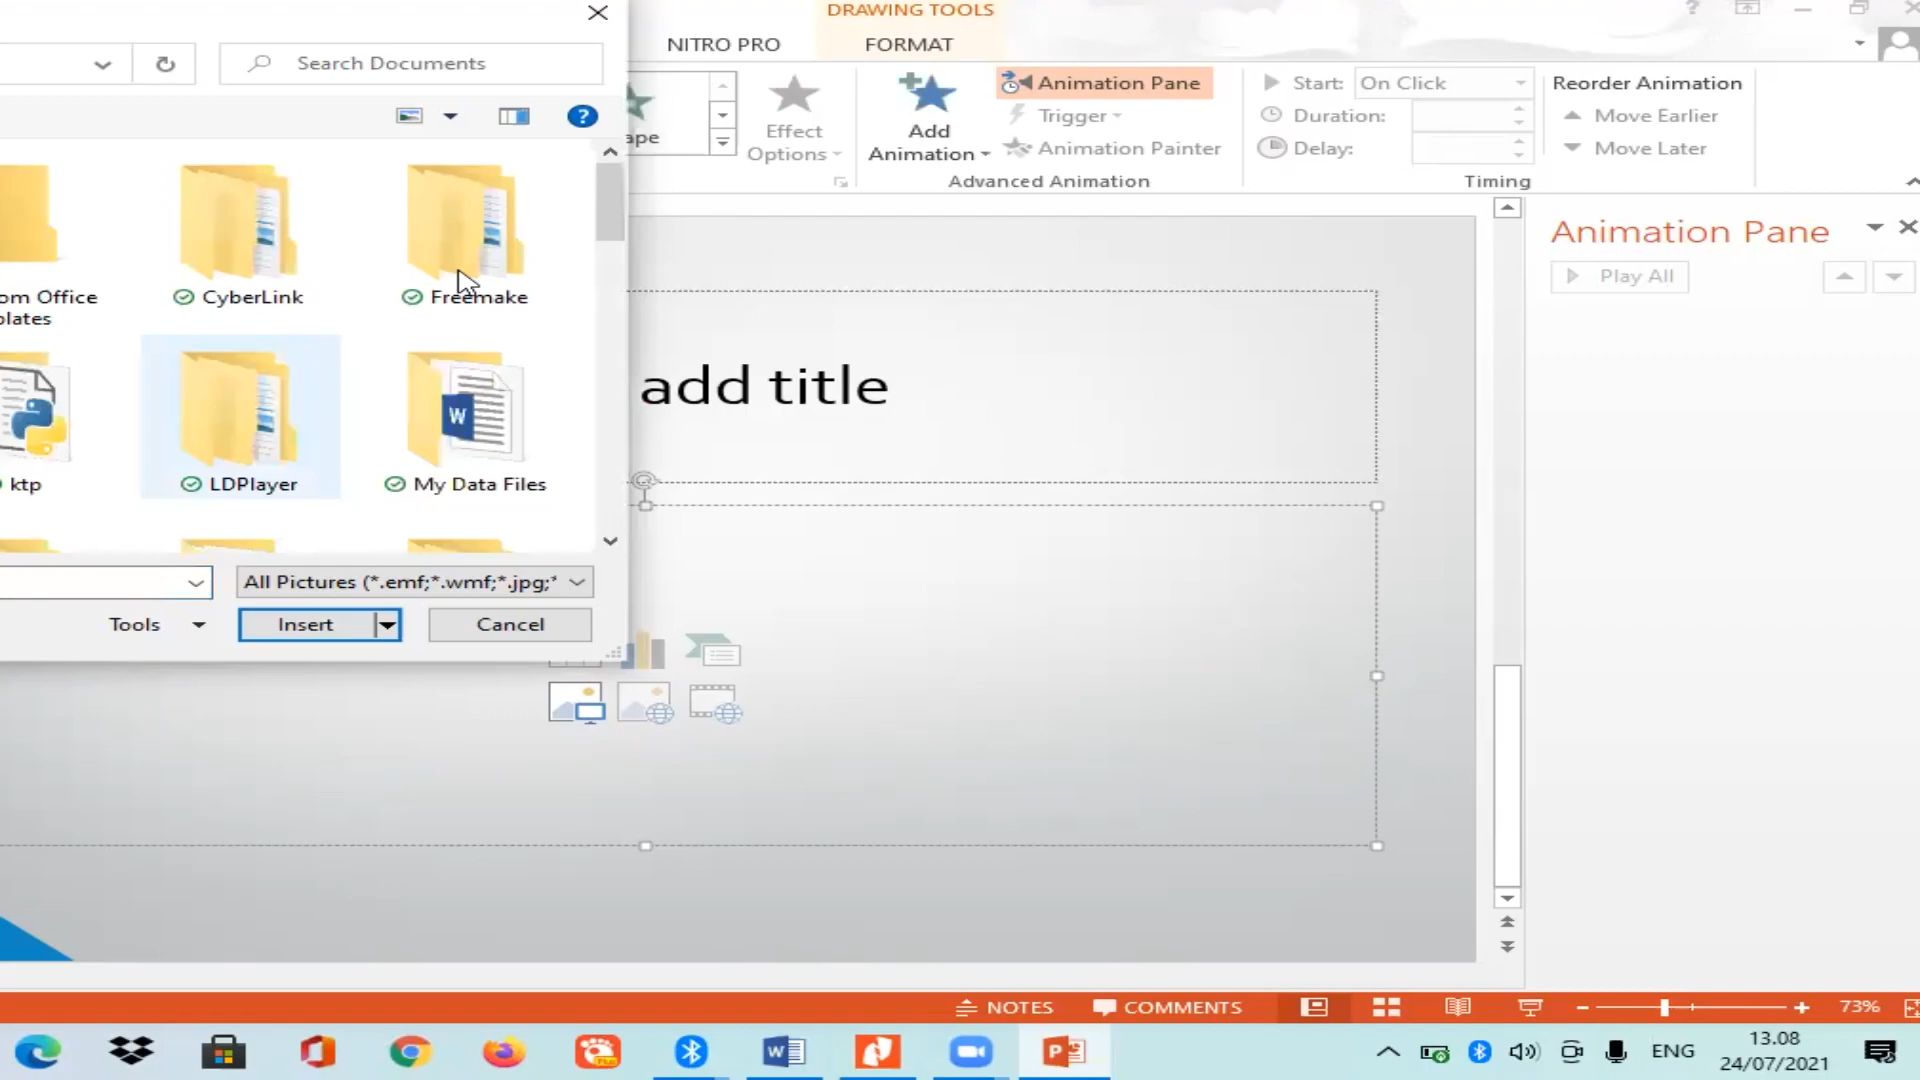 DRAWING TOOLS
NITRO PRO
FORMAT
Search Documents
ape
Effect
Options
Add
Animation
Animation Pane
Trigger
Animation Painter
Advanced Animation
Start:
On Click
Duration:
Delay:
Timing
Reorder Animation
Move Earlier
Move Later
om Office
plates
CyberLink
Freemake
ktp
LDPlayer
My Data Files
All Pictures (*.emf;*.wmf;*.jpg;*
Tools
Insert
Cancel
add title
Animation Pane
Play All
NOTES
COMMENTS
73%
ENG
13.08
24/07/2021